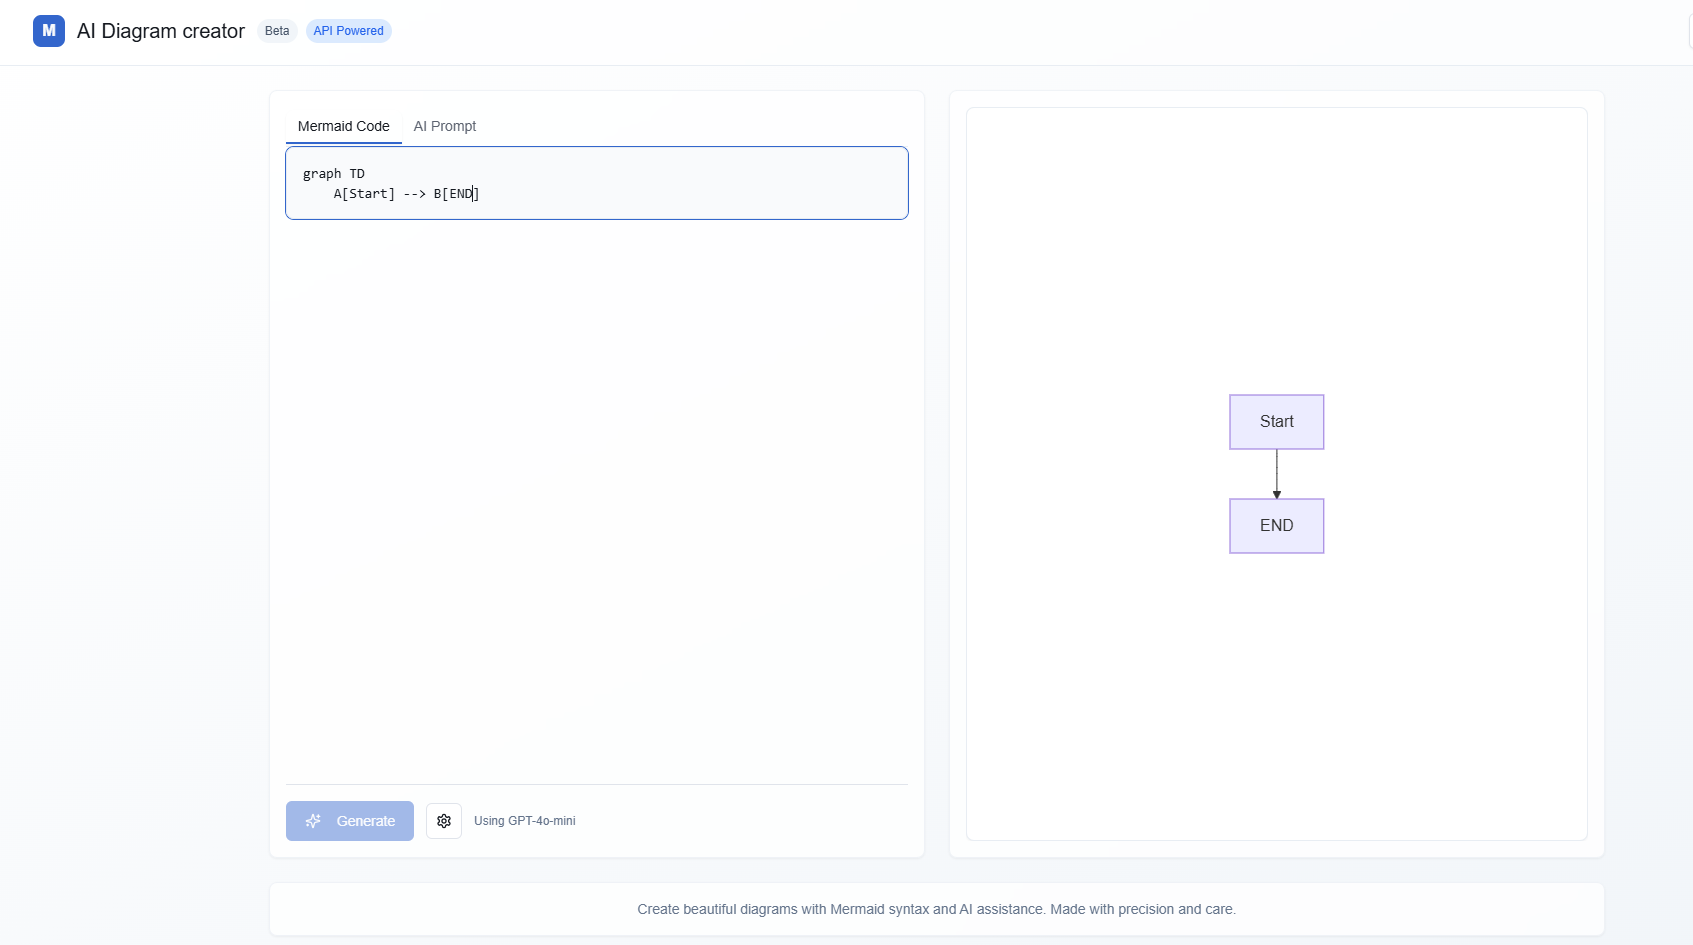 M AI Diagram creator Beta API Powered
Mermaid Code AI Prompt
graph TD
    A[Start] --> B[END]
Start
END
Generate Using GPT-4o-mini
Create beautiful diagrams with Mermaid syntax and AI assistance. Made with precision and care.